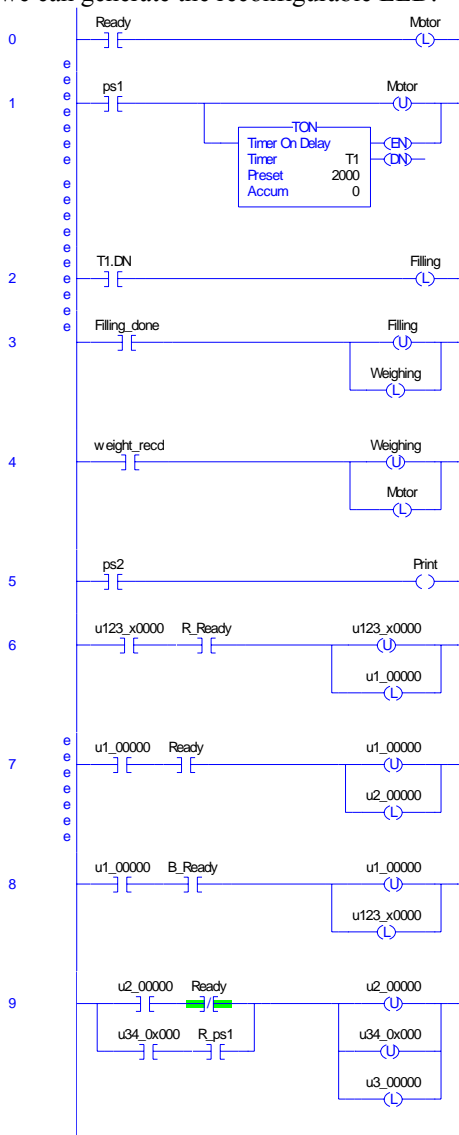 we can generate the reconfigurable LLD.
Ready Motor
0 L
e
e
ps1 Motor
e
1 U
e
e
TON
e
Timer On Delay EN
e
Timer T1 DN
Preset 2000
e
Accum 0
e
e
e
e
T1.DN Filling
e
2 L
e
e
e
Filling_done Filling
e
3 U
Weighing
L
weight_recd Weighing
4 U
Motor
L
ps2 Print
5
u123_x0000 R_Ready u123_x0000
6 U
u1_00000
L
e
u1_00000 Ready u1_00000
e
7 U
e
e
u2_00000
e
L
e
e
u1_00000 B_Ready u1_00000
8 U
u123_x0000
L
u2_00000 Ready u2_00000
9 U
u34_0x000 R_ps1 u34_0x000
U
u3_00000
L